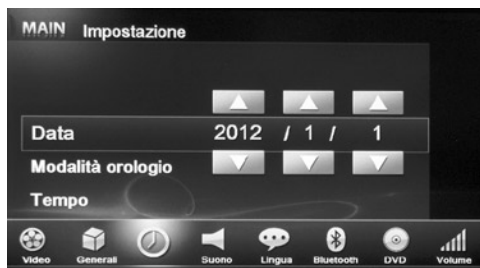 MAIN Impostazione
Data 2012 / 1 / 1
Modalità orologio
Tempo
Video Generali Suono Lingua Bluetooth DVD Volume